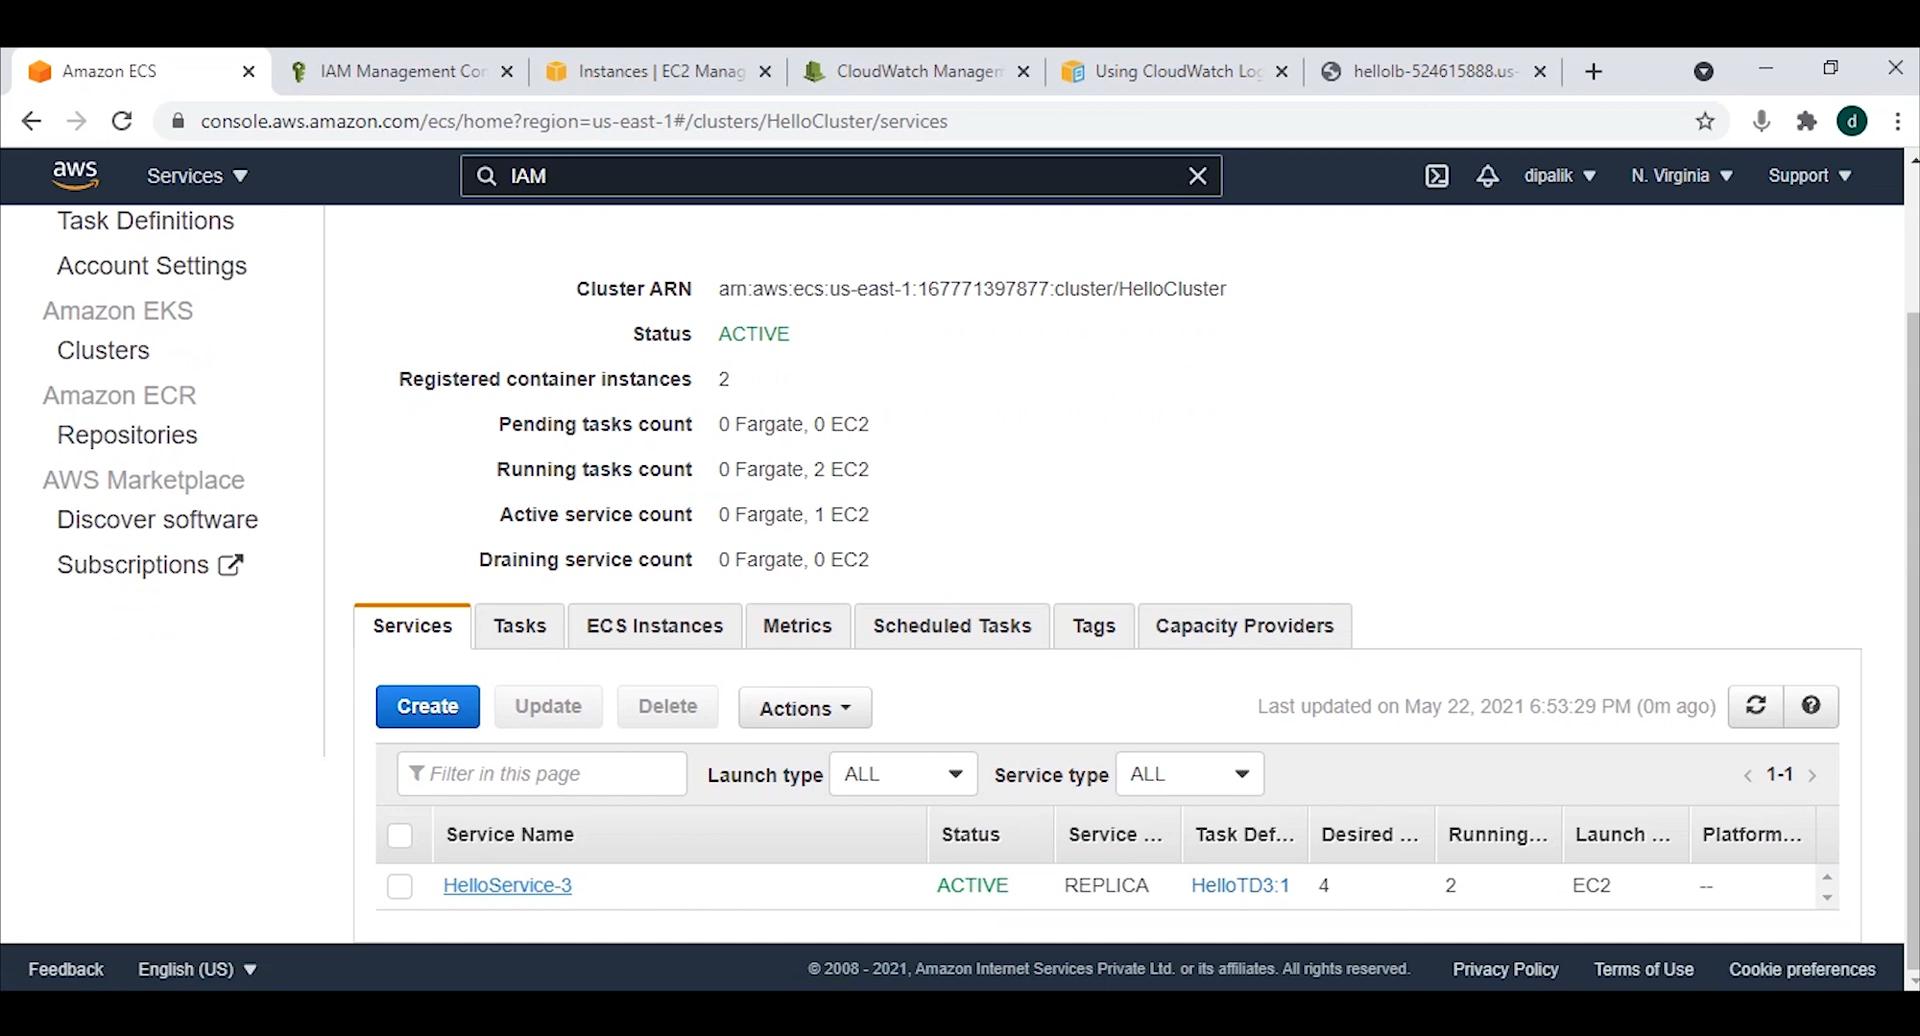 Amazon ECS
IAM Management Con
Instances | EC2 Manag
CloudWatch Managem
Using CloudWatch Log
hellolb-524615888.us-
d
console.aws.amazon.com/ecs/home?region=us-east-1#/clusters/HelloCluster/services
aws
Services
IAM
dipalik
N. Virginia
Support
Task Definitions
Account Settings
Amazon EKS
Clusters
Amazon ECR
Repositories
AWS Marketplace
Discover software
Subscriptions
Cluster ARN arn:aws:ecs:us-east-1:167771397877:cluster/HelloCluster
Status ACTIVE
Registered container instances 2
Pending tasks count 0 Fargate, 0 EC2
Running tasks count 0 Fargate, 2 EC2
Active service count 0 Fargate, 1 EC2
Draining service count 0 Fargate, 0 EC2
Services Tasks ECS Instances Metrics Scheduled Tasks Tags Capacity Providers
Create Update Delete Actions Last updated on May 22, 2021 6:53:29 PM (0m ago)
Filter in this page Launch type ALL Service type ALL < 1-1 >
Service Name Status Service ... Task Def... Desired ... Running... Launch ... Platform...
HelloService-3 ACTIVE REPLICA HelloTD3:1 4 2 EC2 --
Feedback English (US) © 2008 - 2021, Amazon Internet Services Private Ltd. or its affiliates. All rights reserved. Privacy Policy Terms of Use Cookie preferences